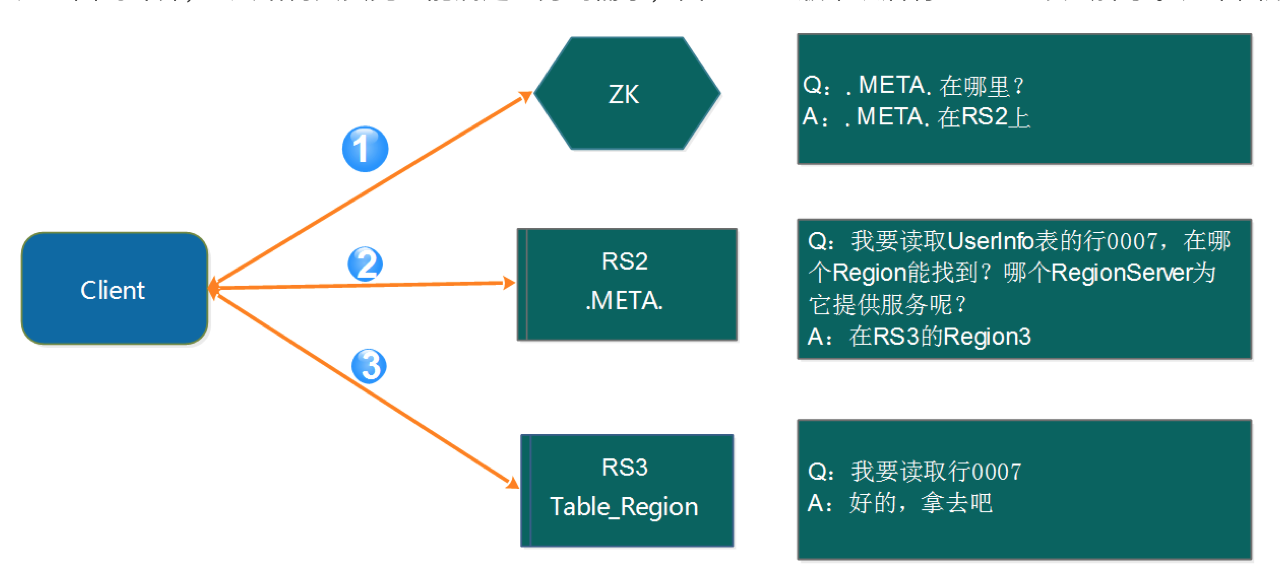 ZK
Q：. META. 在哪里？
A：. META. 在RS2上
1
Client
2
RS2
.META.
Q：我要读取UserInfo表的行0007，在哪
个Region能找到？哪个RegionServer为
它提供服务呢？
A：在RS3的Region3
3
RS3
Table_Region
Q：我要读取行0007
A：好的，拿去吧